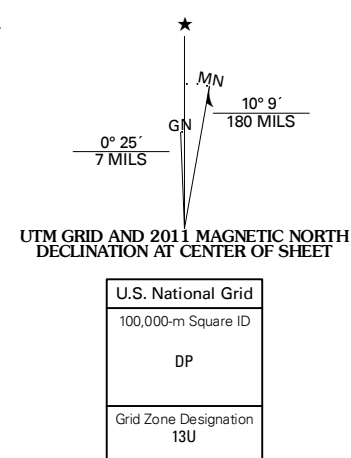 ★
MN
GN
10° 9´
180 MILS
0° 25´
7 MILS
UTM GRID AND 2011 MAGNETIC NORTH
DECLINATION AT CENTER OF SHEET
U.S. National Grid
100,000-m Square ID
DP
Grid Zone Designation
13U